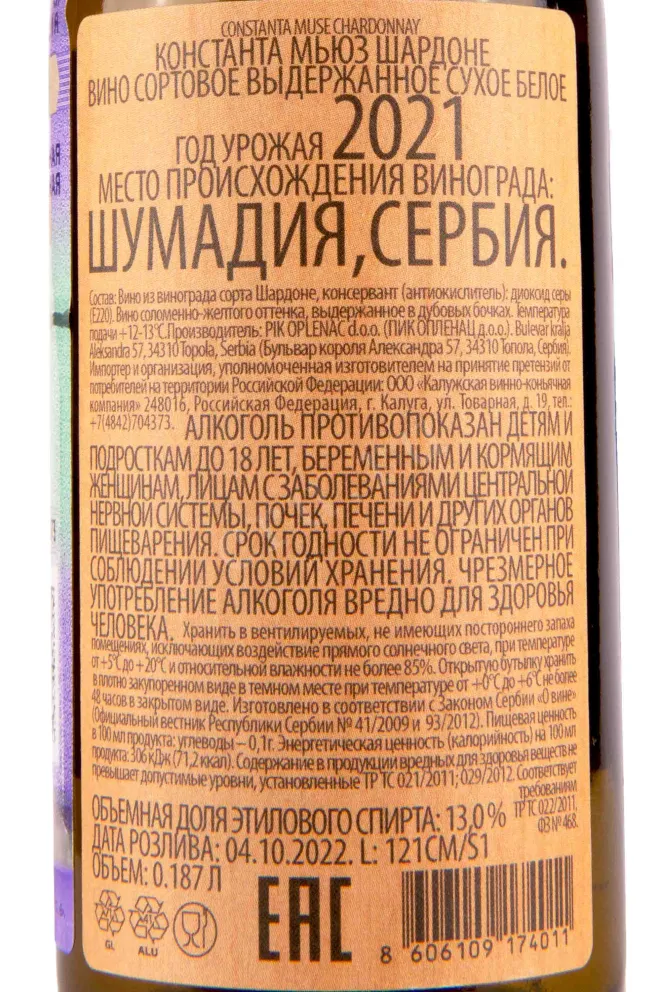 CONSTANTA MUSE CHARDONNAY
КОНСТАНТА МЬЮЗ ШАРДОНЕ
ВИНО СОРТОВОЕ ВЫДЕРЖАННОЕ СУХОЕ БЕЛОЕ
ГОД УРОЖАЯ 2021
МЕСТО ПРОИСХОЖДЕНИЯ ВИНОГРАДА:
ШУМАДИЯ, СЕРБИЯ.
Состав: Вино из винограда сорта Шардоне, консервант (антиокислитель): диоксид серы
(Е220). Вино соломенно-желтого оттенка, выдержанное в дубовых бочках. Температура
подачи +12-13°С.Производитель: PIK OPLENAC d.o.o. (ПИК ОПЛЕНАЦ д.о.о.). Bulevar kralja
Aleksandra 57, 34310 Topola, Serbia (Бульвар короля Александра 57, 34310 Топола, Сербия).
Импортер и организация, уполномоченная изготовителем на принятие претензий от
потребителей на территории Российской Федерации: ООО «Калужская винно-коньячная
компания» 248016, Российская Федерация, г. Калуга, ул. Товарная, д. 19, тел.:
+7(4842)704373. АЛКОГОЛЬ ПРОТИВОПОКАЗАН ДЕТЯМ И
ПОДРОСТКАМ ДО 18 ЛЕТ, БЕРЕМЕННЫМ И КОРМЯЩИМ
ЖЕНЩИНАМ, ЛИЦАМ С ЗАБОЛЕВАНИЯМИ ЦЕНТРАЛЬНОЙ
НЕРВНОЙ СИСТЕМЫ, ПОЧЕК, ПЕЧЕНИ И ДРУГИХ ОРГАНОВ
ПИЩЕВАРЕНИЯ. СРОК ГОДНОСТИ НЕ ОГРАНИЧЕН ПРИ
СОБЛЮДЕНИИ УСЛОВИЙ ХРАНЕНИЯ. ЧРЕЗМЕРНОЕ
УПОТРЕБЛЕНИЕ АЛКОГОЛЯ ВРЕДНО ДЛЯ ЗДОРОВЬЯ
ЧЕЛОВЕКА. Хранить в вентилируемых, не имеющих постороннего запаха
помещениях, исключающих воздействие прямого солнечного света, при температуре
от +5°С до +20°С и относительной влажности не более 85%. Открытую бутылку хранить
в плотно закупоренном виде в темном месте при температуре от +0°С до +6°С не более
48 часов в закрытом виде. Изготовлено в соответствии с Законом Сербии «О вине»
(Официальный вестник Республики Сербии № 41/2009 и 93/2012). Пищевая ценность
в 100 мл продукта: углеводы – 0,1г. Энергетическая ценность (калорийность) на 100 мл
продукта: 306 кДж (71,2 ккал). Содержание в продукции вредных для здоровья веществ не
превышает допустимые уровни, установленные ТР ТС 021/2011; 029/2012. Соответствует
требованиям
ТР ТС 022/2011,
ФЗ № 468.
ОБЪЕМНАЯ ДОЛЯ ЭТИЛОВОГО СПИРТА: 13,0 %
ДАТА РОЗЛИВА: 04.10.2022. L: 121CM/S1
ОБЪЕМ: 0.187 Л
GL
ALU
EAC
8 606109 174011